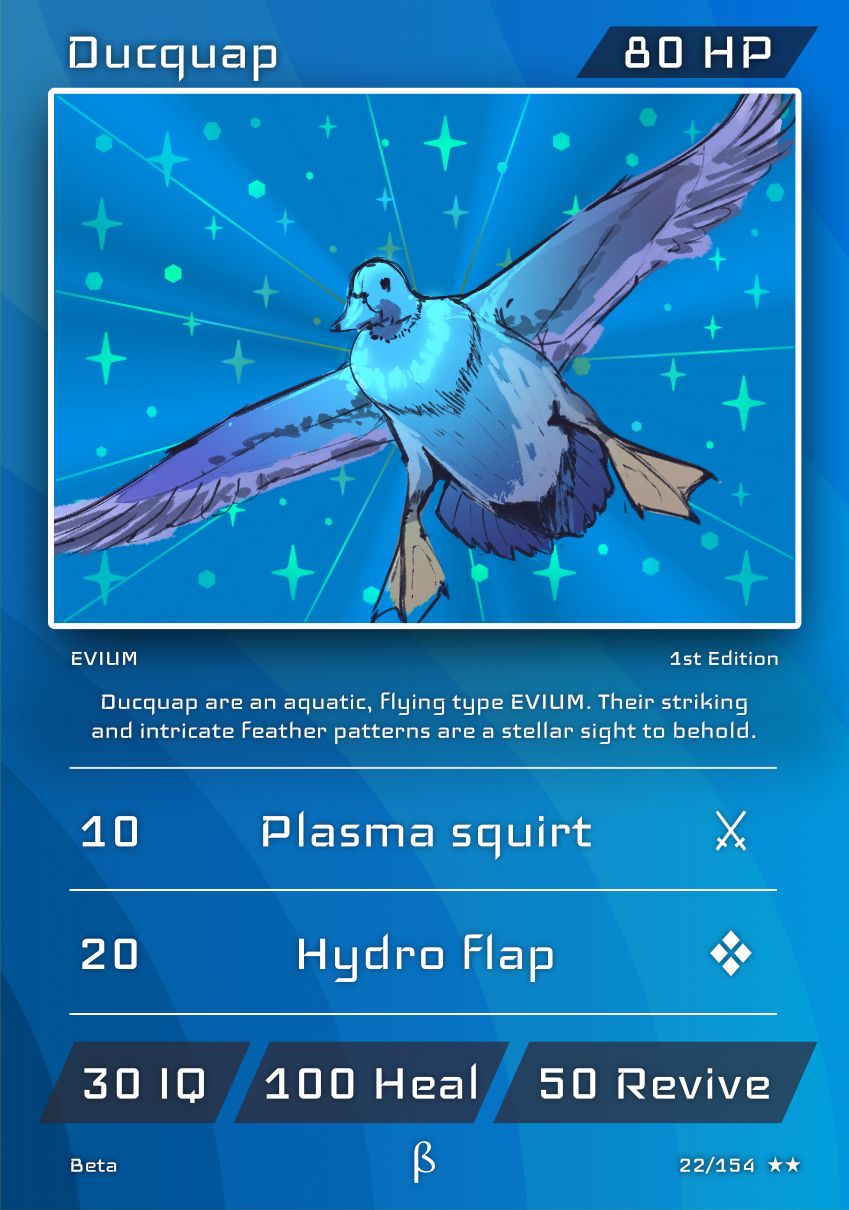 Ducquap
80 HP
EVIUM
1st Edition
Ducquap are an aquatic, flying type EVIUM. Their striking
and intricate feather patterns are a stellar sight to behold.
10 Plasma squirt
20 Hydro flap
30 IQ 100 Heal 50 Revive
Beta β 22/154 ★★